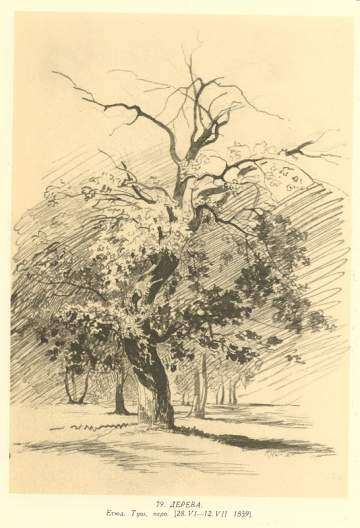 79. ДЕРЕВА.
Етюд. Туш, перо. [28. VI—12. VII 1839].